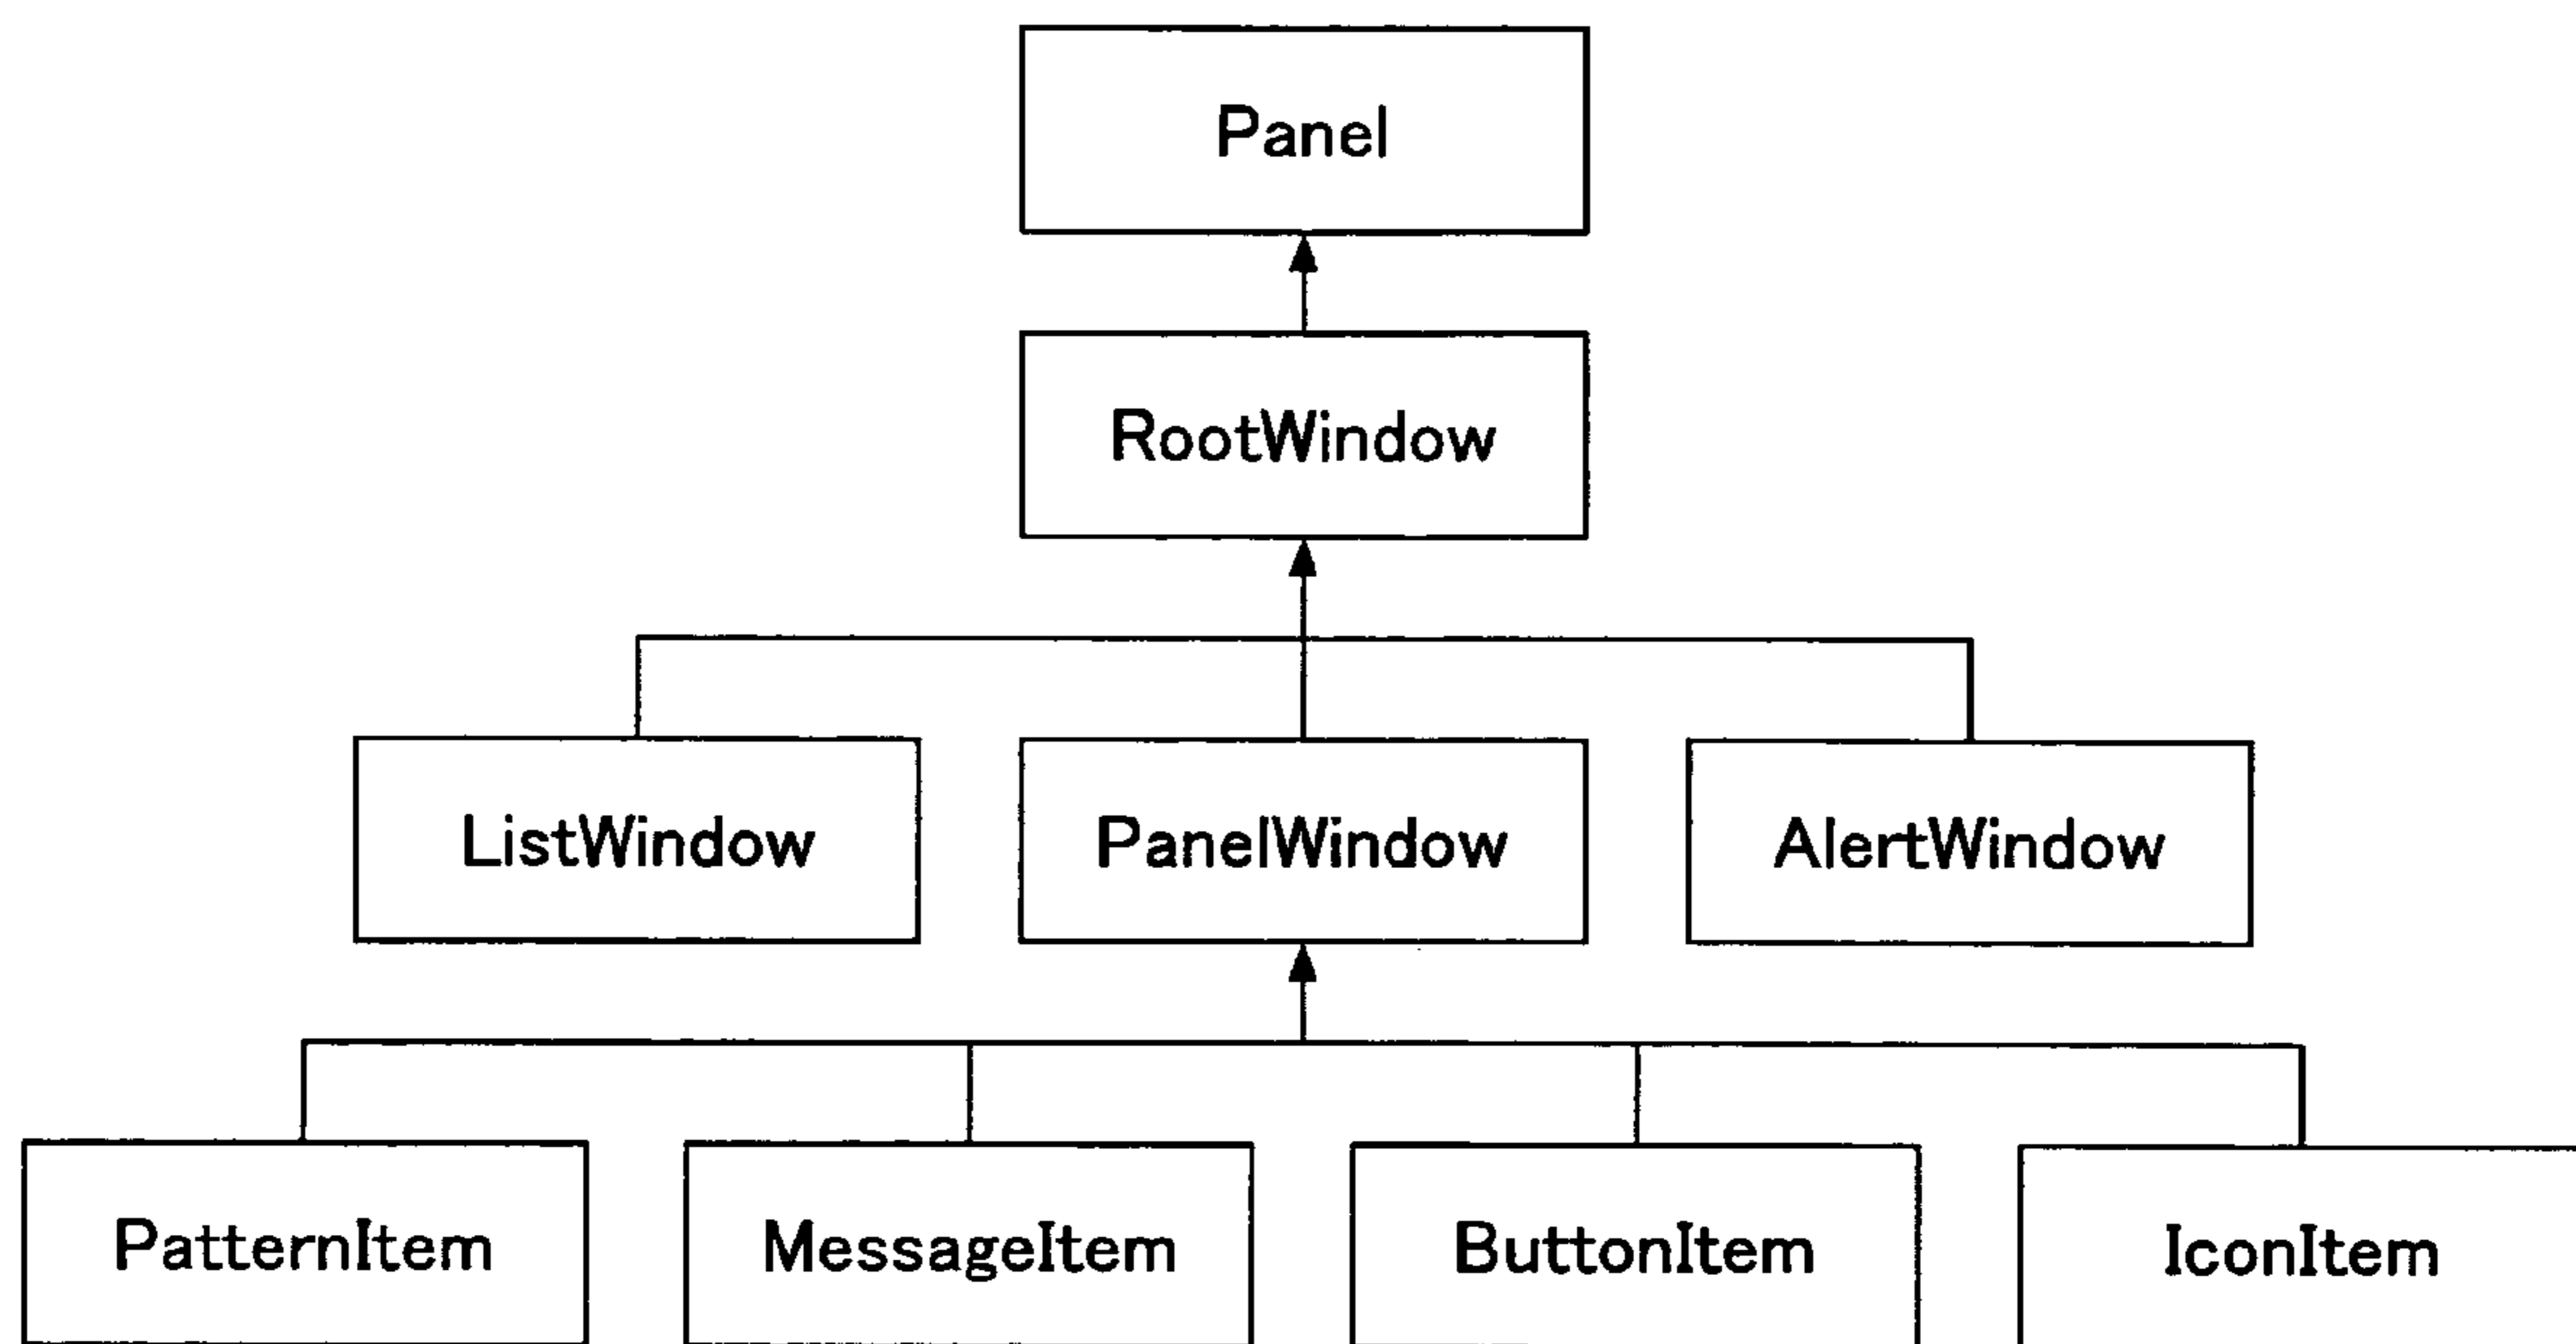 Panel
RootWindow
ListWindow
PanelWindow
AlertWindow
PatternItem
MessageItem
ButtonItem
IconItem